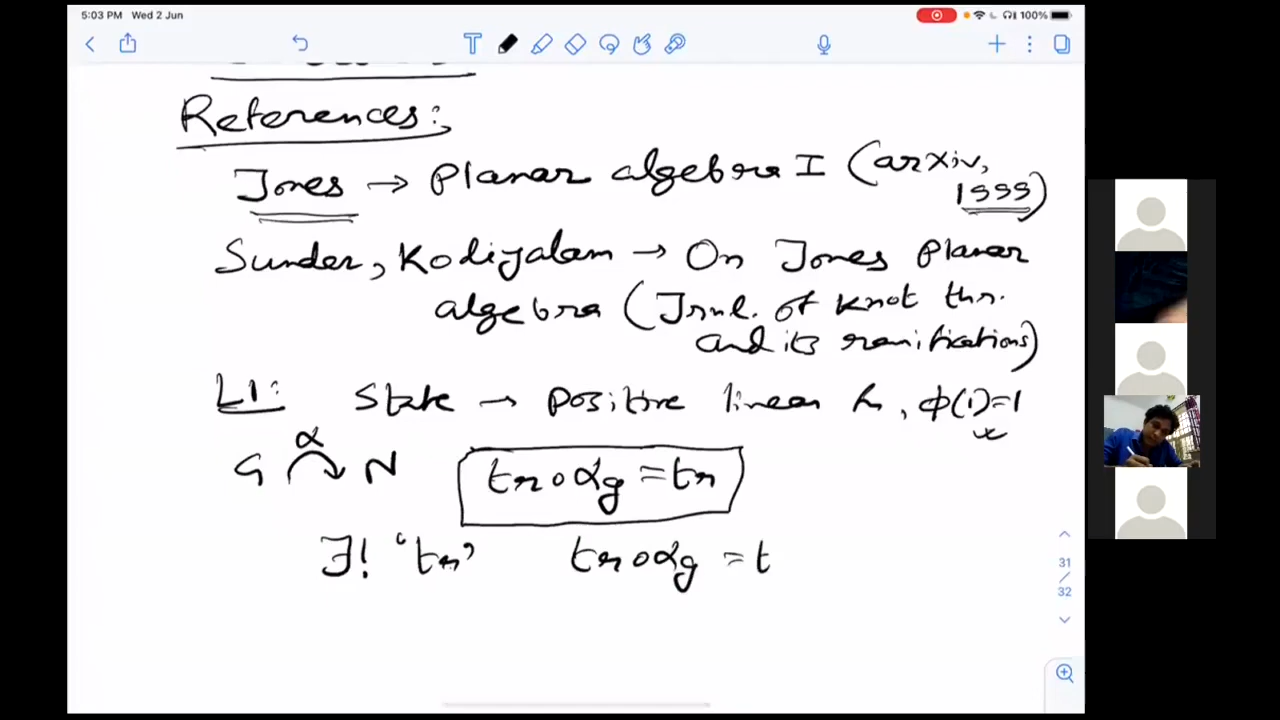 5:03 PM Wed 2 Jun
100%
References:
Jones → Planar algebra I (arxiv,
1999)
Sunder, Kodiyalam → On Jones planar
algebra (Jrnl. of knot thr.
and its ramifications)
L1: State → positive linear fn, ϕ(1)=1
G α ↷ N tr∘αg = tr
∃! 'tr' tr∘αg = t
31
/
32